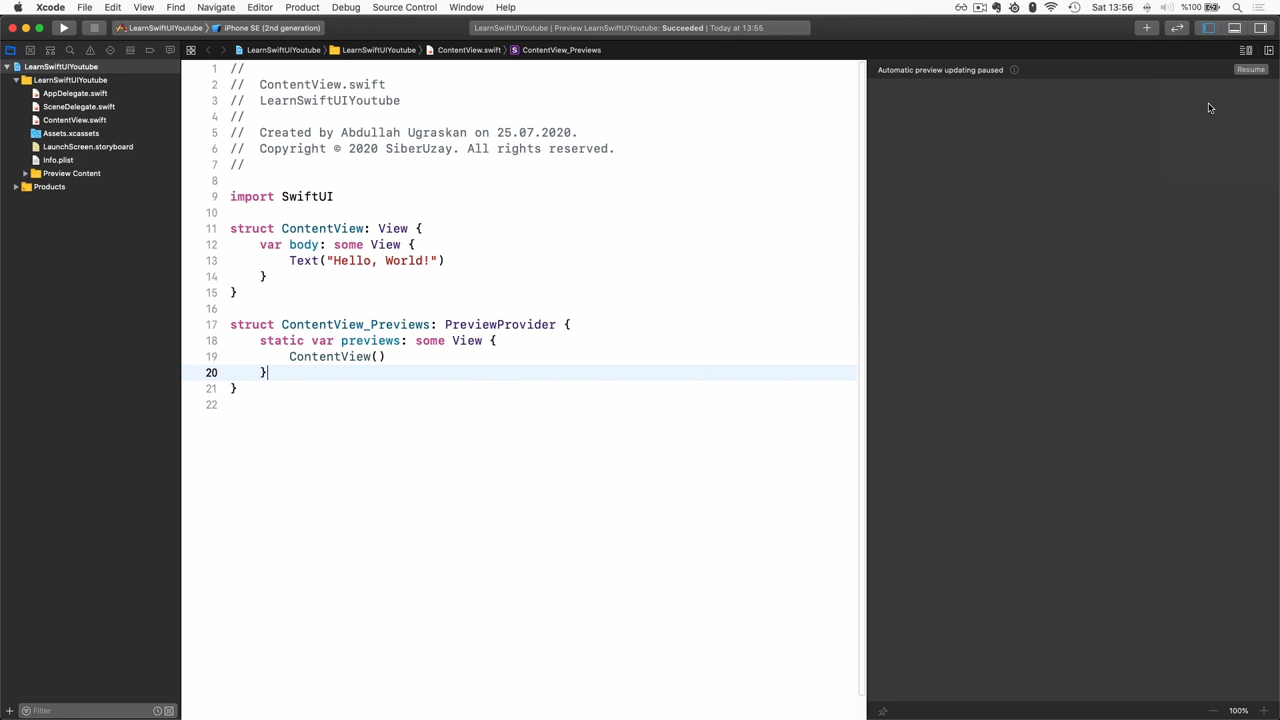 Xcode File Edit View Find Navigate Editor Product Debug Source Control Window Help %100 Sat 13:56
LearnSwiftUIYoutube iPhone SE (2nd generation) LearnSwiftUIYoutube | Preview LearnSwiftUIYoutube: Succeeded | Today at 13:55
LearnSwiftUIYoutube LearnSwiftUIYoutube ContentView.swift S ContentView_Previews
LearnSwiftUIYoutube
LearnSwiftUIYoutube
AppDelegate.swift
SceneDelegate.swift
ContentView.swift
Assets.xcassets
LaunchScreen.storyboard
Info.plist
Preview Content
Products
Filter
1 //
2 // ContentView.swift
3 // LearnSwiftUIYoutube
4 //
5 // Created by Abdullah Ugraskan on 25.07.2020.
6 // Copyright © 2020 SiberUzay. All rights reserved.
7 //
8
9 import SwiftUI
10
11 struct ContentView: View {
12 var body: some View {
13 Text("Hello, World!")
14 }
15 }
16
17 struct ContentView_Previews: PreviewProvider {
18 static var previews: some View {
19 ContentView()
20 }
21 }
22
Automatic preview updating paused Resume
100%